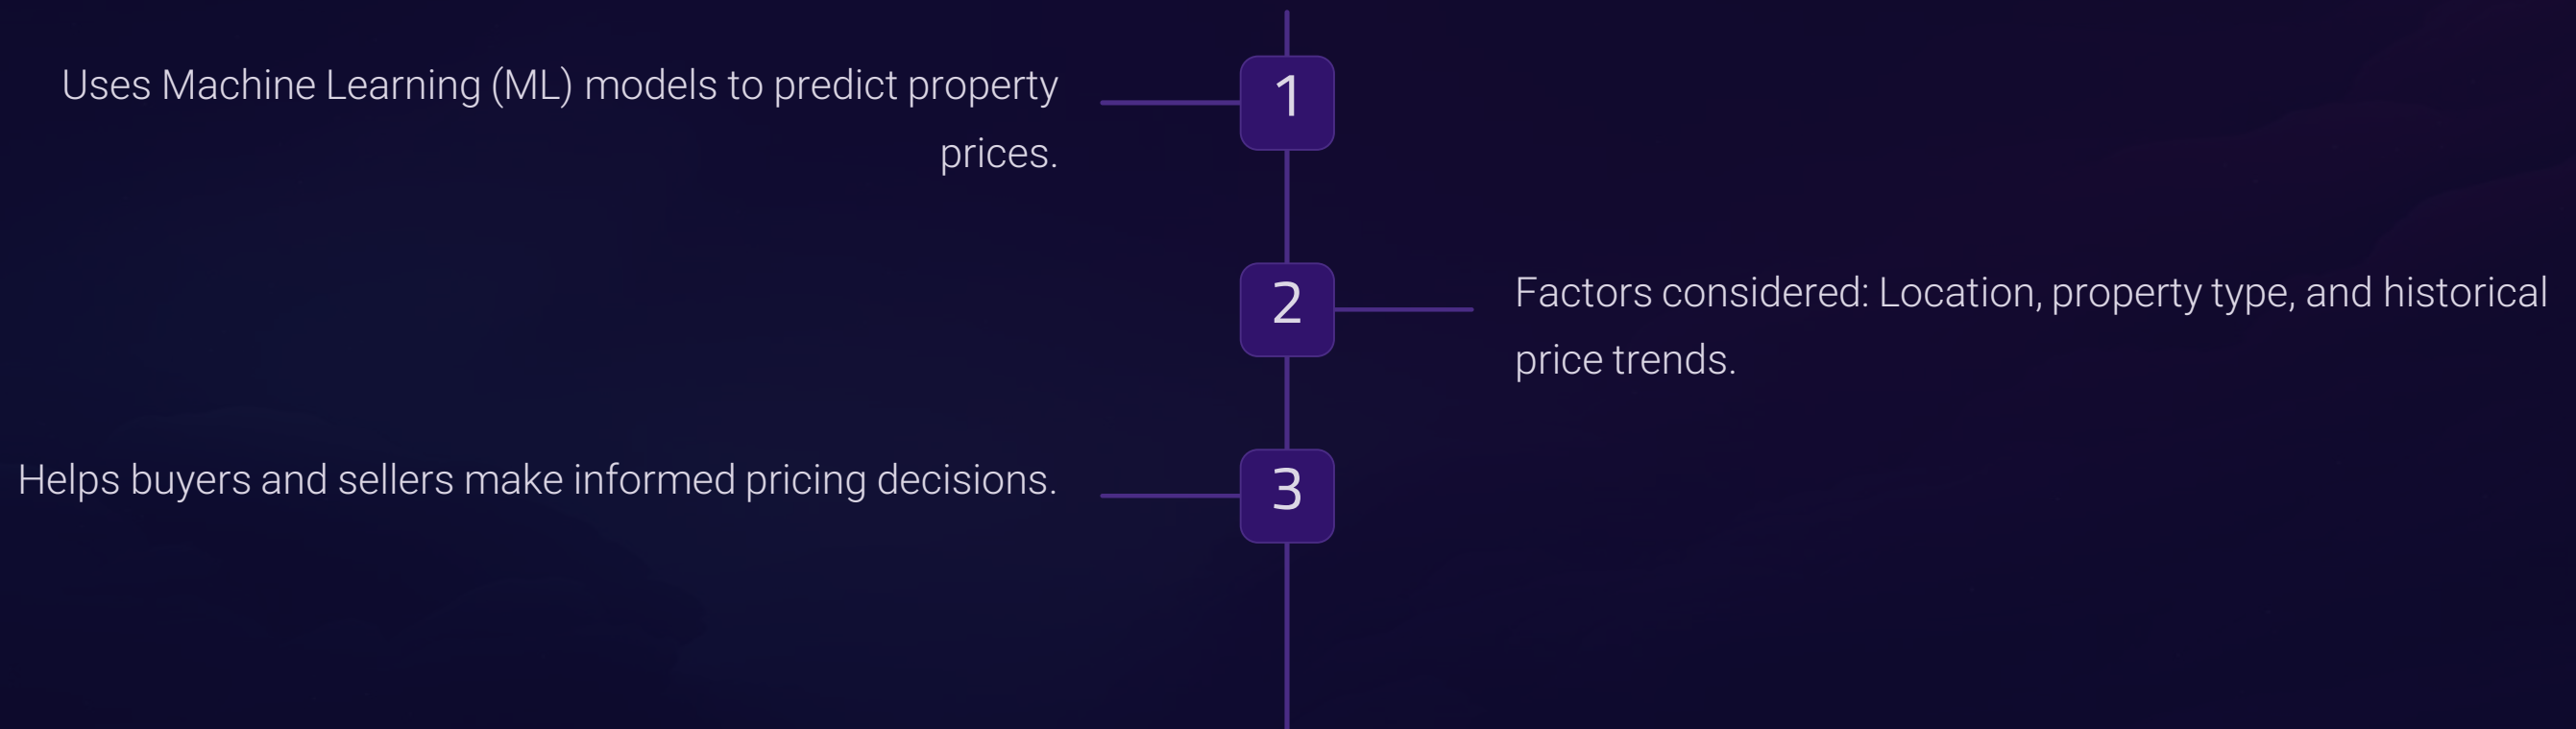 Uses Machine Learning (ML) models to predict property
prices.
1
2
Factors considered: Location, property type, and historical
price trends.
Helps buyers and sellers make informed pricing decisions.
3